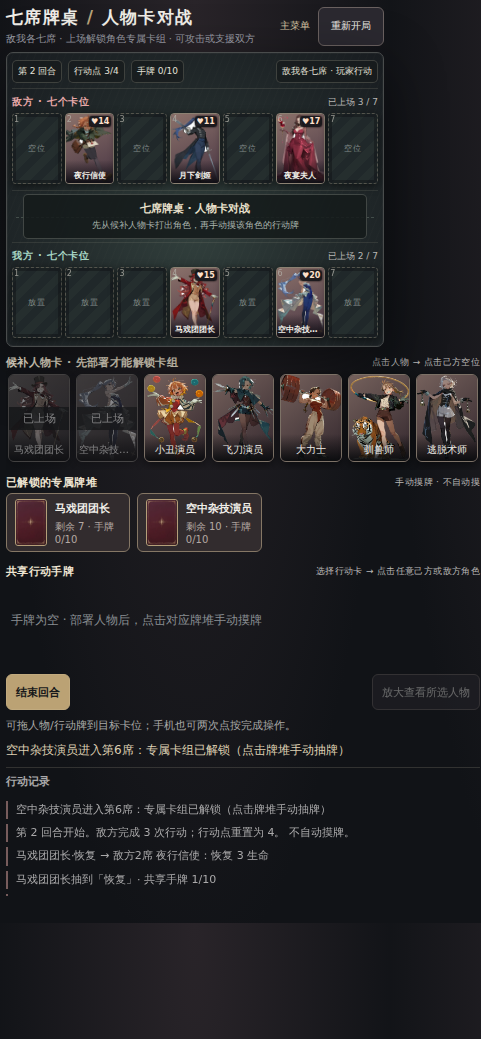 七席牌桌 / 人物卡对战
敌我各七席 · 上场解锁角色专属卡组 · 可攻击或支援双方
主菜单
重新开局
第 2 回合
行动点 3/4
手牌 0/10
敌我各七席 · 玩家行动
敌方 · 七个卡位
已上场 3 / 7
1
空位
♥14
夜行信使
3
空位
♥11
月下剑姬
5
空位
♥17
夜宴夫人
7
空位
七席牌桌 · 人物卡对战
先从候补人物卡打出角色，再手动摸该角色的行动牌
我方 · 七个卡位
已上场 2 / 7
1
放置
2
放置
3
放置
♥15
马戏团团长
5
放置
♥20
空中杂技…
7
放置
候补人物卡 · 先部署才能解锁卡组
点击人物 → 点击己方空位
已上场
马戏团团长
已上场
空中杂技…
小丑演员
飞刀演员
大力士
驯兽师
逃脱术师
已解锁的专属牌堆
手动摸牌 · 不自动摸
马戏团团长
剩余 7 · 手牌
0/10
空中杂技演员
剩余 10 · 手牌
0/10
共享行动手牌
选择行动卡 → 点击任意己方或敌方角色
手牌为空 · 部署人物后，点击对应牌堆手动摸牌
结束回合
放大查看所选人物
可拖人物/行动牌到目标卡位；手机也可两次点按完成操作。
空中杂技演员进入第6席：专属卡组已解锁（点击牌堆手动抽牌）
行动记录
空中杂技演员进入第6席：专属卡组已解锁（点击牌堆手动抽牌）
第 2 回合开始。敌方完成 3 次行动；行动点重置为 4。 不自动摸牌。
马戏团团长·恢复 → 敌方2席 夜行信使：恢复 3 生命
马戏团团长抽到「恢复」· 共享手牌 1/10